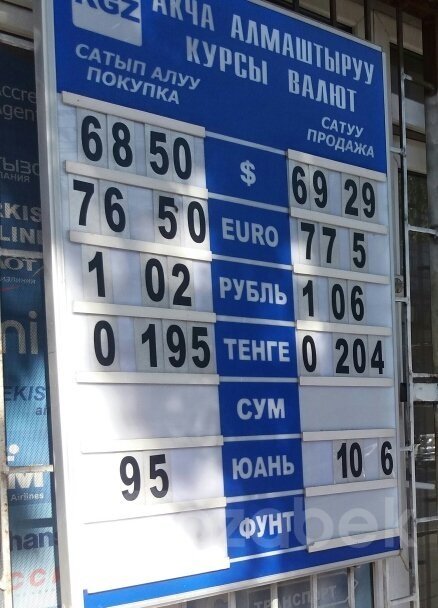 KGZ
АКЧА АЛМАШТЫРУУ
КУРСЫ ВАЛЮТ
САТЫП АЛУУ
ПОКУПКА
САТУУ
ПРОДАЖА
68 50 $ 69 29
76 50 EURO 77 5
1 02 РУБЛЬ 1 06
0 195 ТЕНГЕ 0 204
СУМ
95 ЮАНЬ 10 6
ФУНТ
Airlines